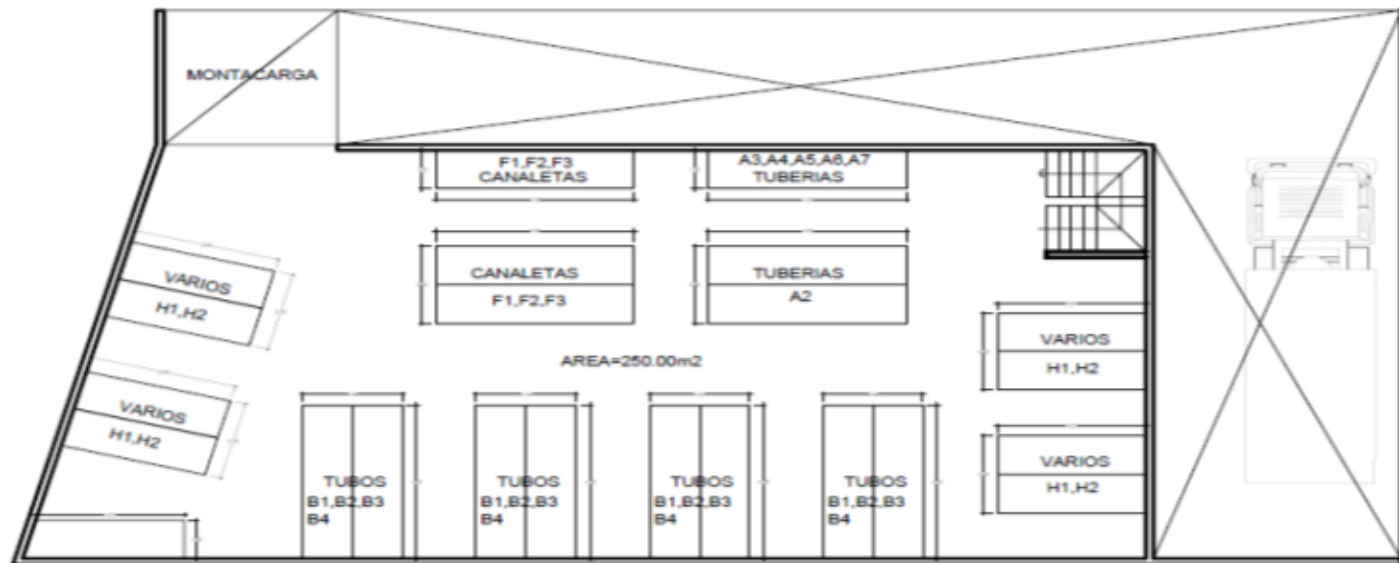 MONTACARGA
F1,F2,F3
CANALETAS
A3,A4,A5,A6,A7
TUBERIAS
VARIOS
H1,H2
CANALETAS
F1,F2,F3
TUBERIAS
A2
VARIOS
H1,H2
AREA=250.00m2
VARIOS
H1,H2
VARIOS
H1,H2
TUBOS
B1,B2,B3
B4
TUBOS
B1,B2,B3
B4
TUBOS
B1,B2,B3
B4
TUBOS
B1,B2,B3
B4